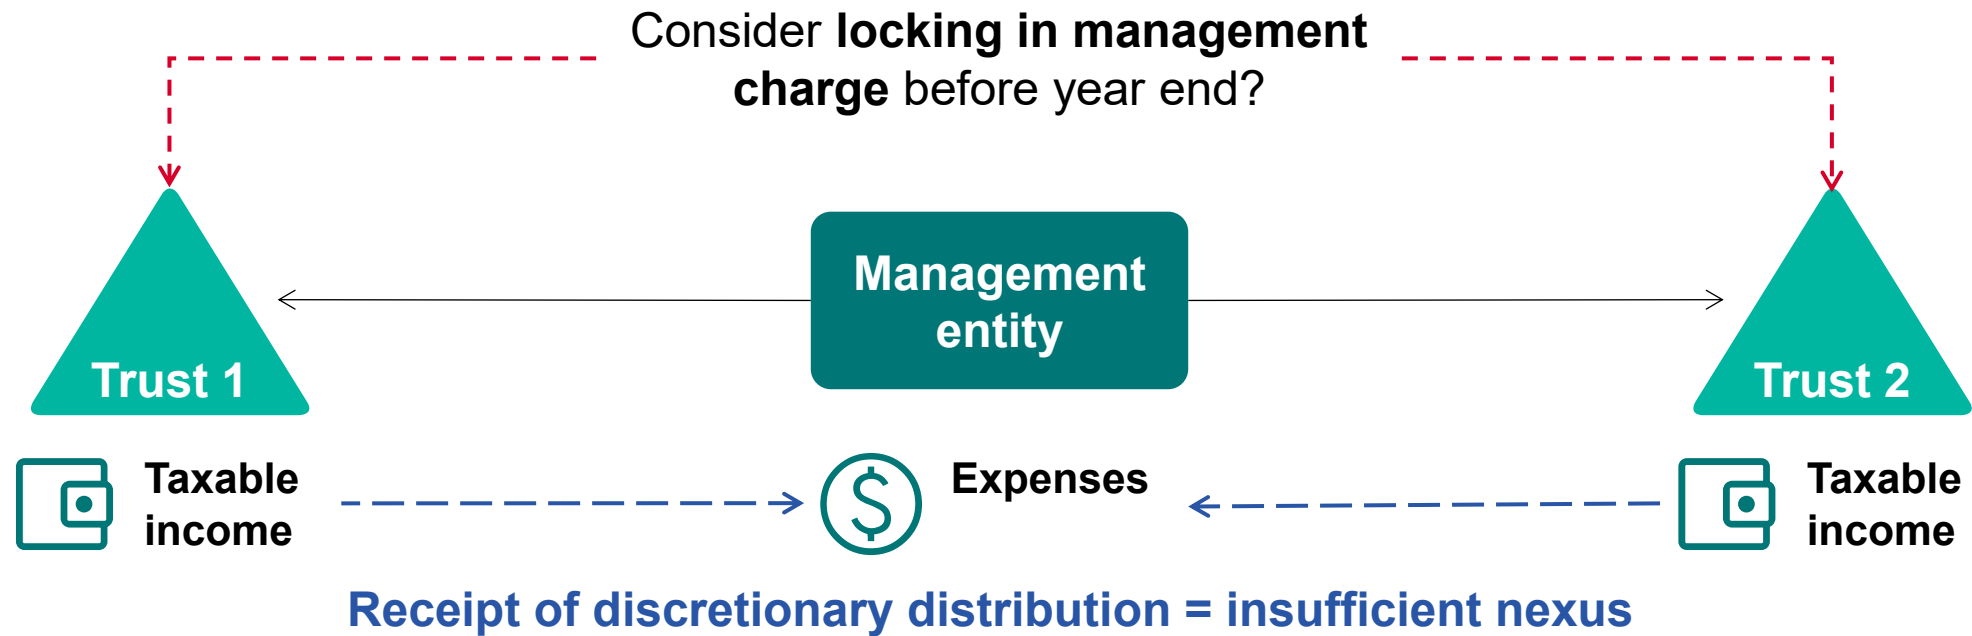 Consider locking in management
charge before year end?
Management
entity
Trust 1
Trust 2
Taxable
income
$
Expenses
Taxable
income
Receipt of discretionary distribution = insufficient nexus